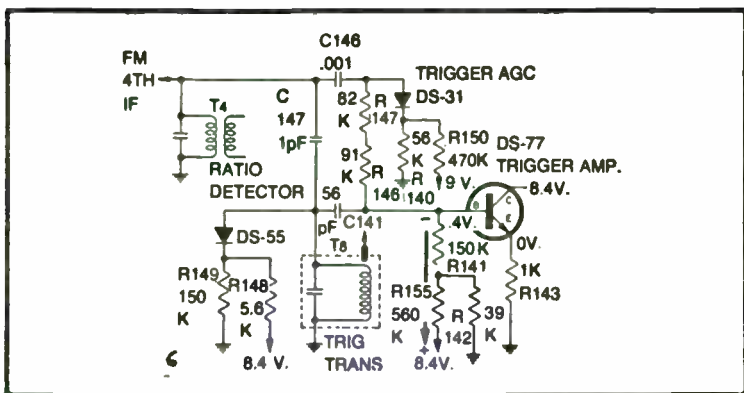 C146
.001
FM
4TH
IF
TRIGGER AGC
DS-31
C
147
1pF
82
K
R
147
T4
56
K
R
140
R150
470K
9 V.
DS-77
TRIGGER AMP.
8.4V.
91
K
R
146
RATIO
DETECTOR
56
pF
C141
B
C
E
.4V.
0V.
DS-55
T8
150K
R141
1K
R143
R149
150
K
R148
5.6
K
R155
560
K
R
142
39
K
TRIG
TRANS
6
8.4 V.
8.4V.